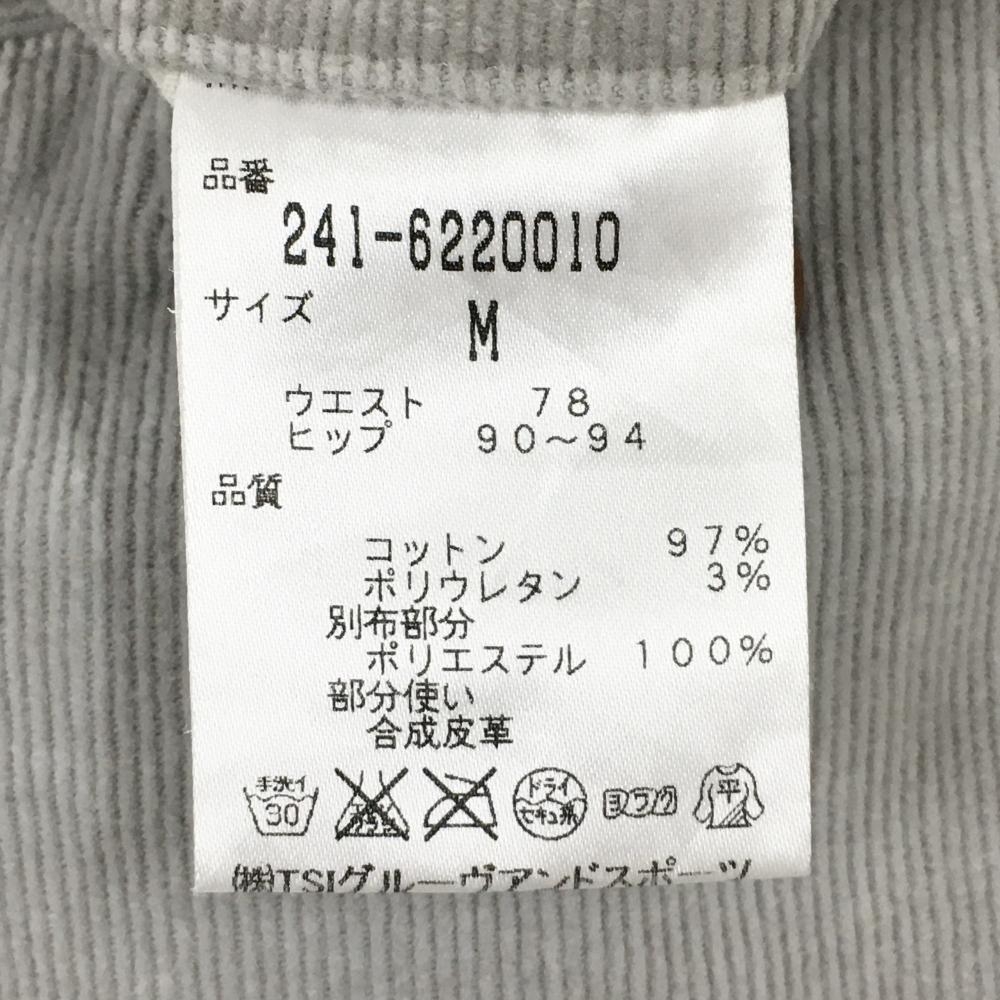 品番
241-6220010
サイズ
M
ウエスト 78
ヒップ 90~94
品質
コットン 97%
ポリウレタン 3%
別布部分
ポリエステル 100%
部分使い
合成皮革
手洗イ 30 ドライ セキユ系 ヨワク 平
(株)TSIグルーヴアンドスポーツ